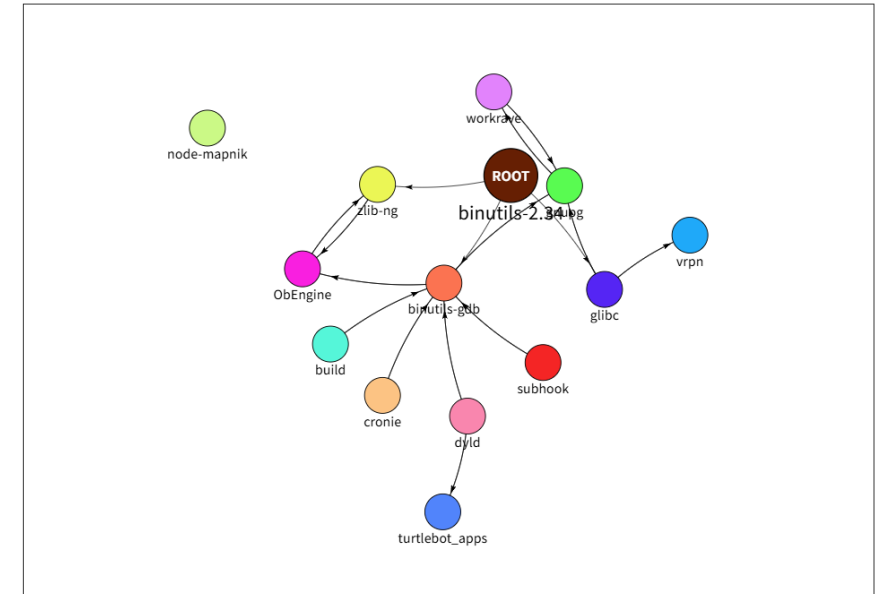 workrave
node-mapnik
ROOT
zlib-ng
binutils-2.34
vrpn
ObEngine
binutils-gdb
glibc
build
subhook
cronie
dyld
turtlebot_apps